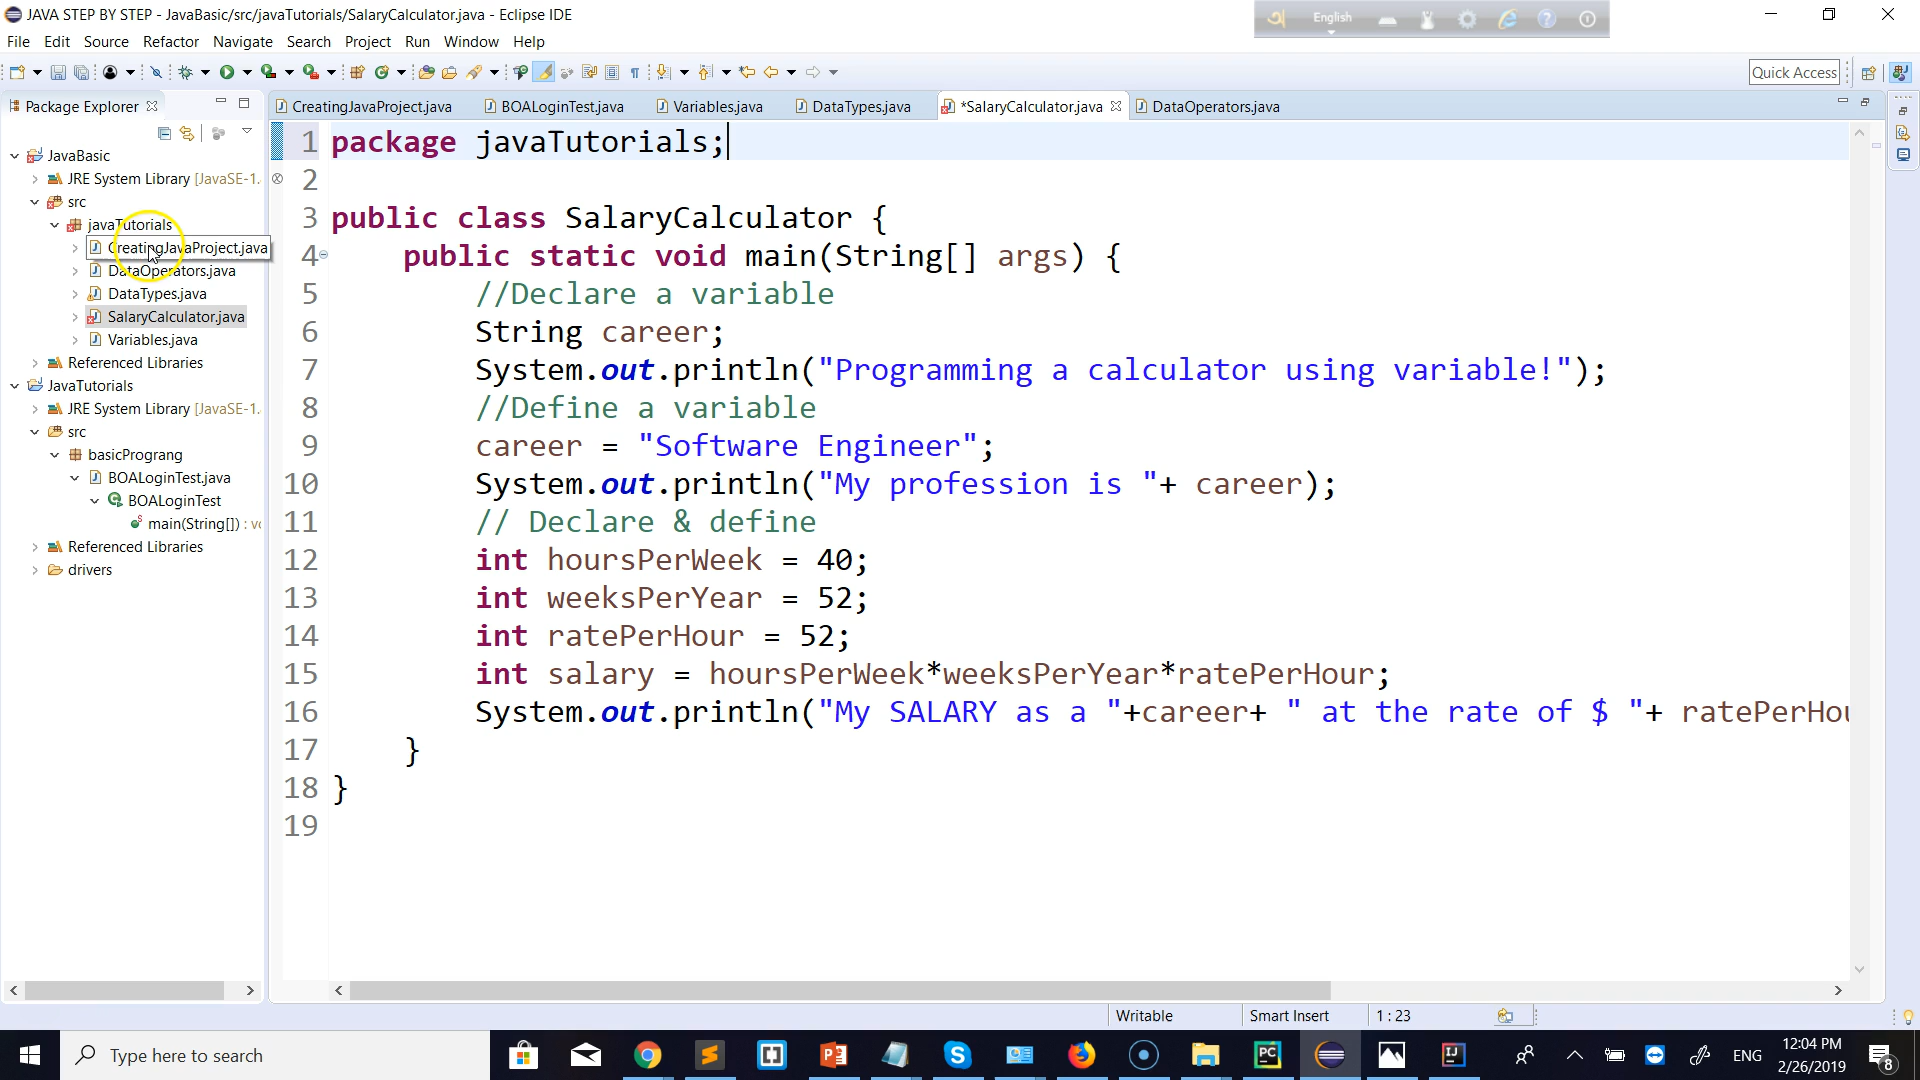 JAVA STEP BY STEP - JavaBasic/src/javaTutorials/SalaryCalculator.java - Eclipse IDE
English
File Edit Source Refactor Navigate Search Project Run Window Help
Quick Access
Package Explorer
CreatingJavaProject.java BOALoginTest.java Variables.java DataTypes.java *SalaryCalculator.java DataOperators.java
JavaBasic
JRE System Library [JavaSE-1.
src
javaTutorials
CreatingJavaProject.java
DataOperators.java
DataTypes.java
SalaryCalculator.java
Variables.java
Referenced Libraries
JavaTutorials
JRE System Library [JavaSE-1.
src
basicPrograng
BOALoginTest.java
BOALoginTest
main(String[]) : vo
Referenced Libraries
drivers
1 package javaTutorials;
2
3 public class SalaryCalculator {
4 public static void main(String[] args) {
5 //Declare a variable
6 String career;
7 System.out.println("Programming a calculator using variable!");
8 //Define a variable
9 career = "Software Engineer";
10 System.out.println("My profession is "+ career);
11 // Declare & define
12 int hoursPerWeek = 40;
13 int weeksPerYear = 52;
14 int ratePerHour = 52;
15 int salary = hoursPerWeek*weeksPerYear*ratePerHour;
16 System.out.println("My SALARY as a "+career+ " at the rate of $ "+ ratePerHou
17 }
18 }
19
Writable Smart Insert 1 : 23
Type here to search
ENG
12:04 PM
2/26/2019
8